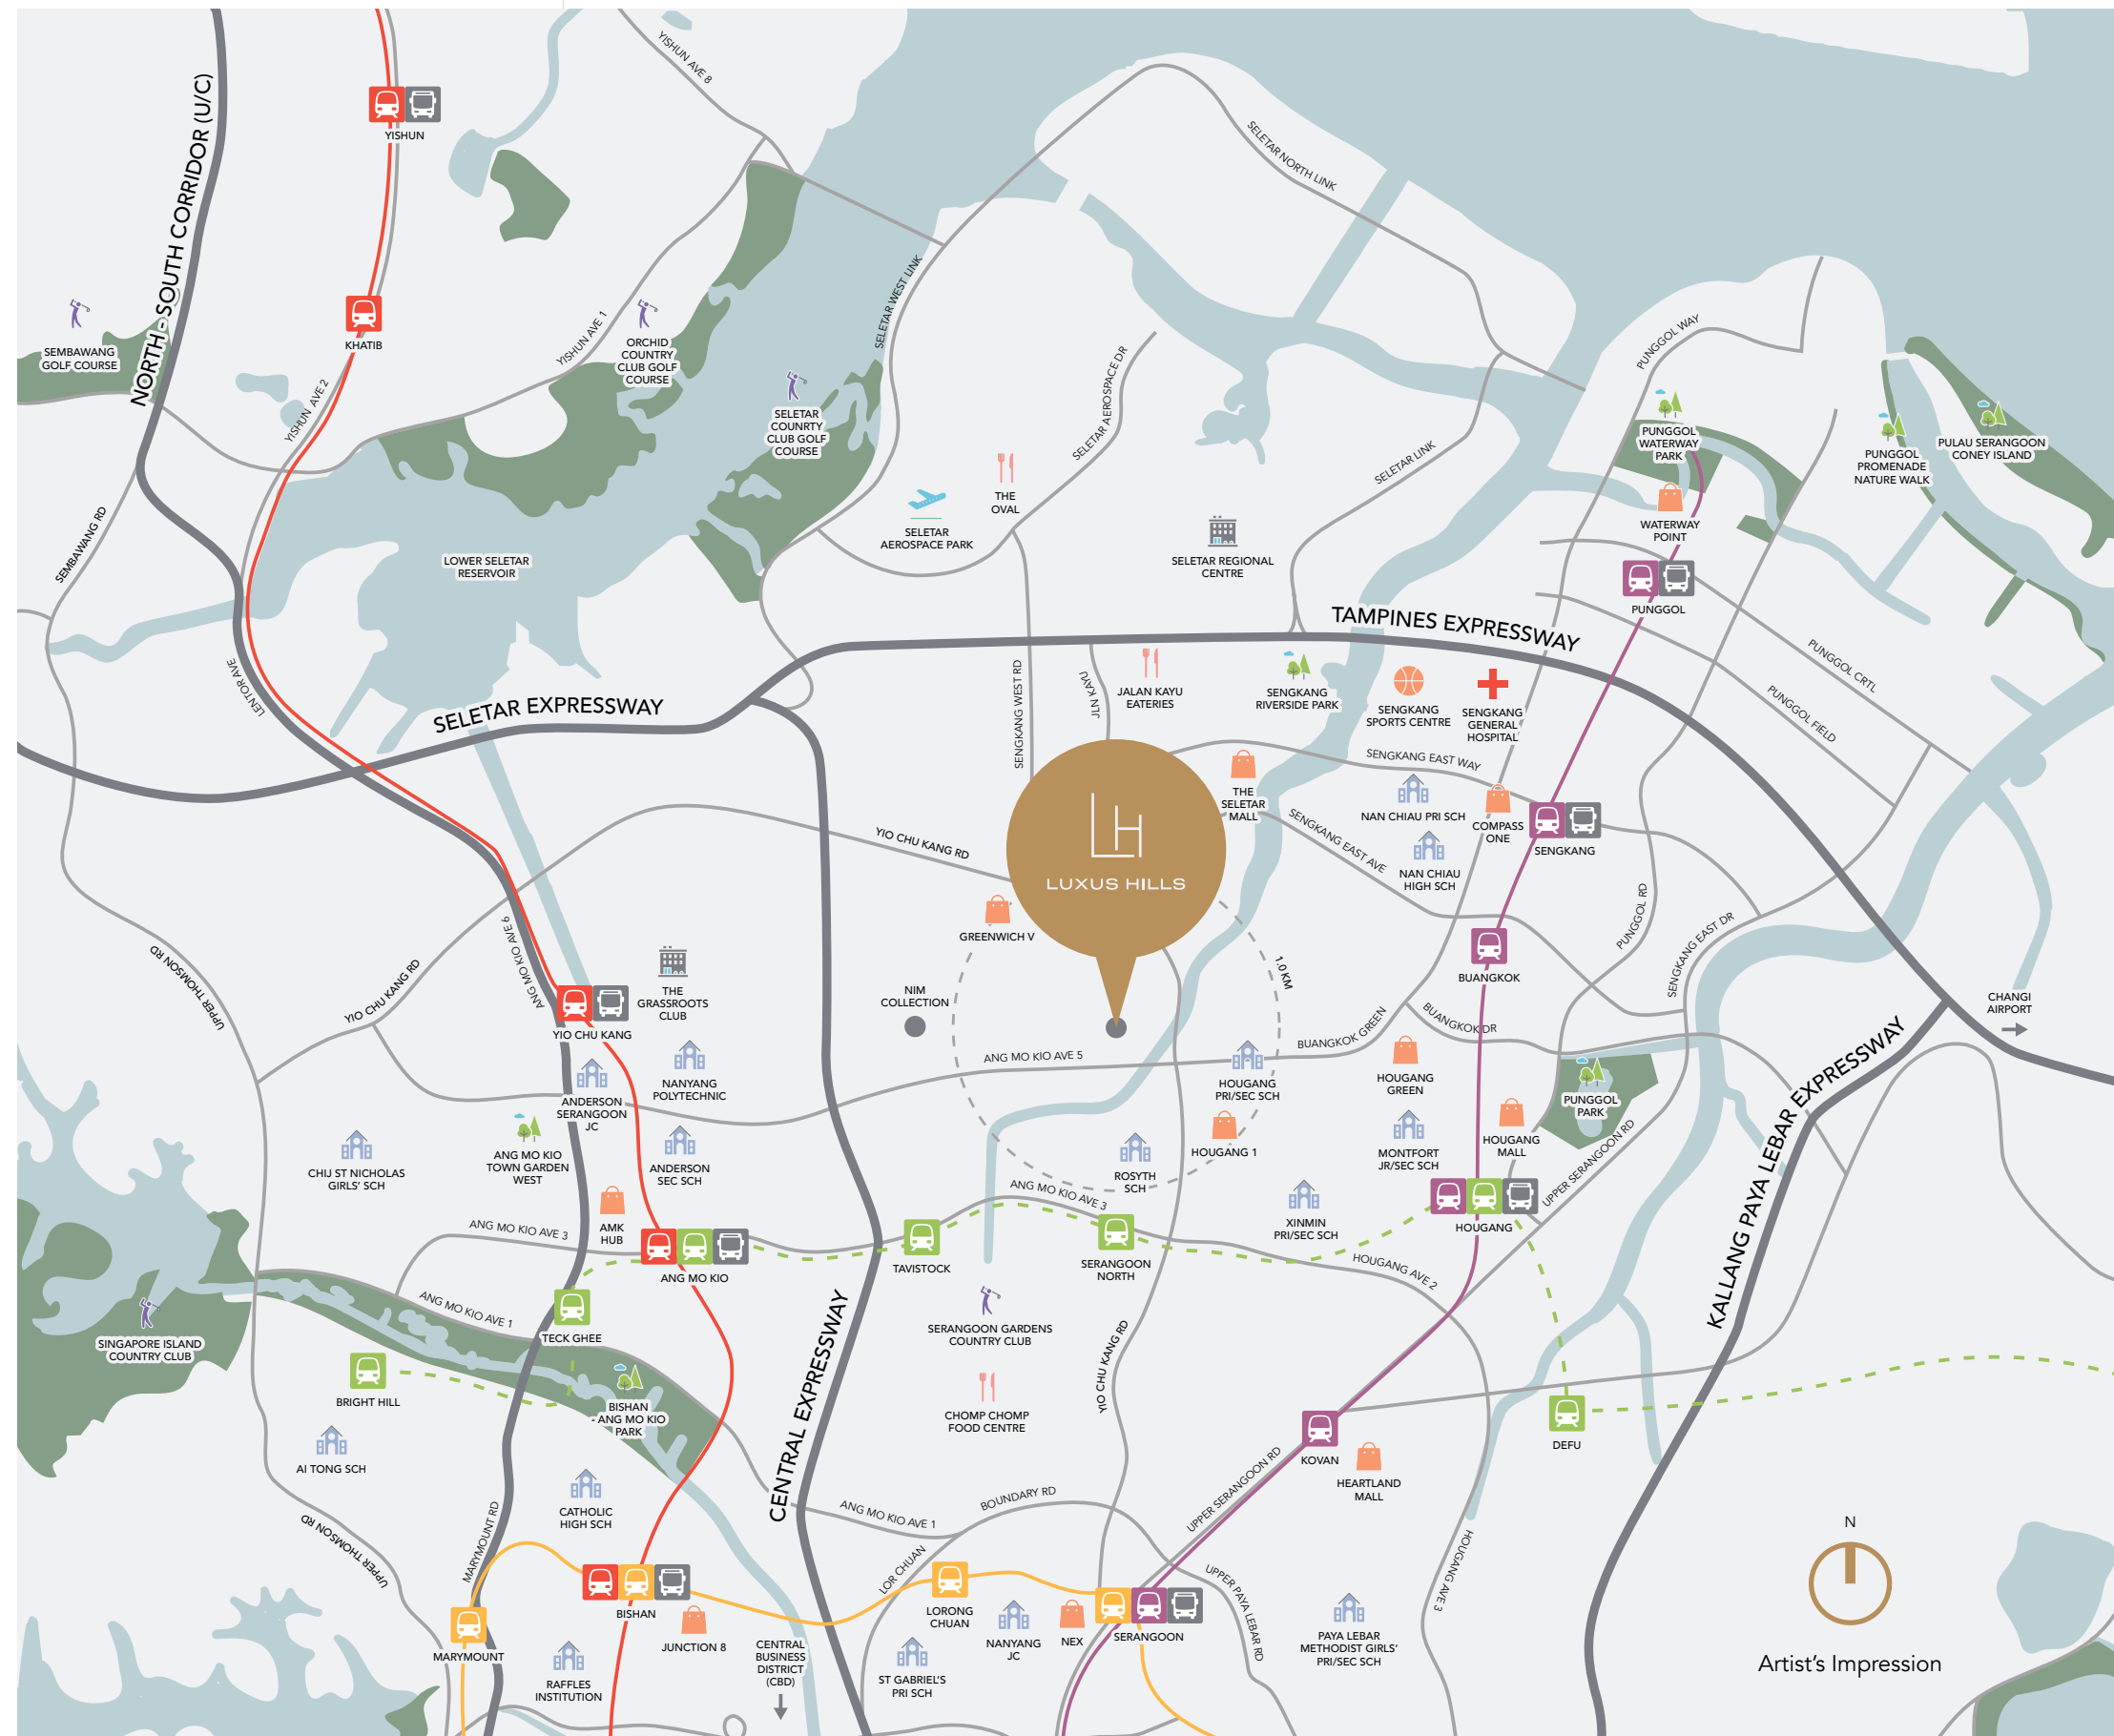 YISHUN AVE 8
NORTH - SOUTH CORRIDOR (U/C)
YISHUN
SELETAR NORTH LINK
KHATIB
SEMBAWANG
GOLF COURSE
YISHUN AVE 1
YISHUN AVE 2
ORCHID
COUNTRY
CLUB GOLF
COURSE
SELETAR WEST LINK
SELETAR
COUNRTY
CLUB GOLF
COURSE
SELETAR AEROSPACE DR
PUNGGOL WAY
PUNGGOL
WATERWAY
PARK
PUNGGOL
PROMENADE
NATURE WALK
PULAU SERANGOON
CONEY ISLAND
SELETAR LINK
THE
OVAL
SELETAR
AEROSPACE PARK
SELETAR REGIONAL
CENTRE
WATERWAY
POINT
SEMBAWANG RD
LOWER SELETAR
RESERVOIR
PUNGGOL
TAMPINES EXPRESSWAY
PUNGGOL CRTL
PUNGGOL FIELD
LENTOR AVE
SELETAR EXPRESSWAY
SENGKANG WEST RD
JLN KAYU
JALAN KAYU
EATERIES
SENGKANG
RIVERSIDE PARK
SENGKANG
SPORTS CENTRE
SENGKANG
GENERAL
HOSPITAL
SENGKANG EAST WAY
THE
SELETAR
MALL
NAN CHIAU PRI SCH
COMPASS
ONE
SENGKANG
SENGKANG EAST AVE
NAN CHIAU
HIGH SCH
YIO CHU KANG RD
LH
LUXUS HILLS
GREENWICH V
PUNGGOL RD
SENGKANG EAST DR
BUANGKOK
UPPER THOMSON RD
YIO CHU KANG RD
ANG MO KIO AVE 6
THE
GRASSROOTS
CLUB
NIM
COLLECTION
1.0 KM
CHANGI
AIRPORT
YIO CHU KANG
BUANGKOK GREEN
BUANGKOK DR
ANG MO KIO AVE 5
NANYANG
POLYTECHNIC
ANDERSON
SERANGOON
JC
HOUGANG
PRI/SEC SCH
HOUGANG
GREEN
PUNGGOL
PARK
KALLANG PAYA LEBAR EXPRESSWAY
CHIJ ST NICHOLAS
GIRLS' SCH
ANG MO KIO
TOWN GARDEN
WEST
ANDERSON
SEC SCH
ROSYTH
SCH
HOUGANG 1
MONTFORT
JR/SEC SCH
HOUGANG
MALL
UPPER SERANGOON RD
ANG MO KIO AVE 3
AMK
HUB
ANG MO KIO AVE 3
XINMIN
PRI/SEC SCH
HOUGANG
ANG MO KIO
TAVISTOCK
SERANGOON
NORTH
HOUGANG AVE 2
ANG MO KIO AVE 1
TECK GHEE
SINGAPORE ISLAND
COUNTRY CLUB
CENTRAL EXPRESSWAY
SERANGOON GARDENS
COUNTRY CLUB
YIO CHU KANG RD
BRIGHT HILL
BISHAN
- ANG MO KIO
PARK
CHOMP CHOMP
FOOD CENTRE
DEFU
AI TONG SCH
KOVAN
HEARTLAND
MALL
CATHOLIC
HIGH SCH
UPPER SERANGOON RD
UPPER THOMSON RD
MARYMOUNT RD
ANG MO KIO AVE 1
BOUNDARY RD
N
LOR CHUAN
HOUGANG AVE 3
UPPER PAYA LEBAR RD
BISHAN
LORONG
CHUAN
JUNCTION 8
NANYANG
JC
NEX
SERANGOON
PAYA LEBAR
METHODIST GIRLS'
PRI/SEC SCH
MARYMOUNT
CENTRAL
BUSINESS
DISTRICT
(CBD)
RAFFLES
INSTITUTION
ST GABRIEL'S
PRI SCH
Artist's Impression